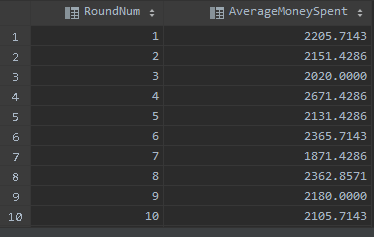 RoundNum AverageMoneySpent
1 1 2205.7143
2 2 2151.4286
3 3 2020.0000
4 4 2671.4286
5 5 2131.4286
6 6 2365.7143
7 7 1871.4286
8 8 2362.8571
9 9 2180.0000
10 10 2105.7143